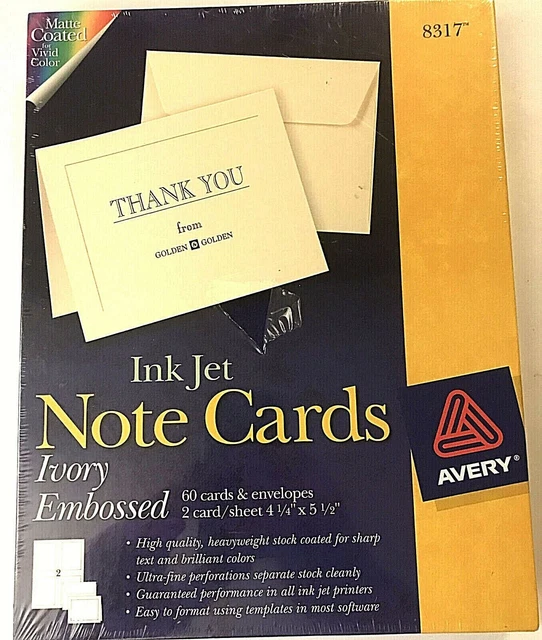 Matte
Coated
for
Vivid
Color
8317™
THANK YOU
from
GOLDEN G GOLDEN
Ink Jet
Note Cards
Ivory
Embossed
60 cards & envelopes
2 card/sheet 4 ¼" x 5 ½"
AVERY®
2
• High quality, heavyweight stock coated for sharp
text and brilliant colors
• Ultra-fine perforations separate stock cleanly
• Guaranteed performance in all ink jet printers
• Easy to format using templates in most software